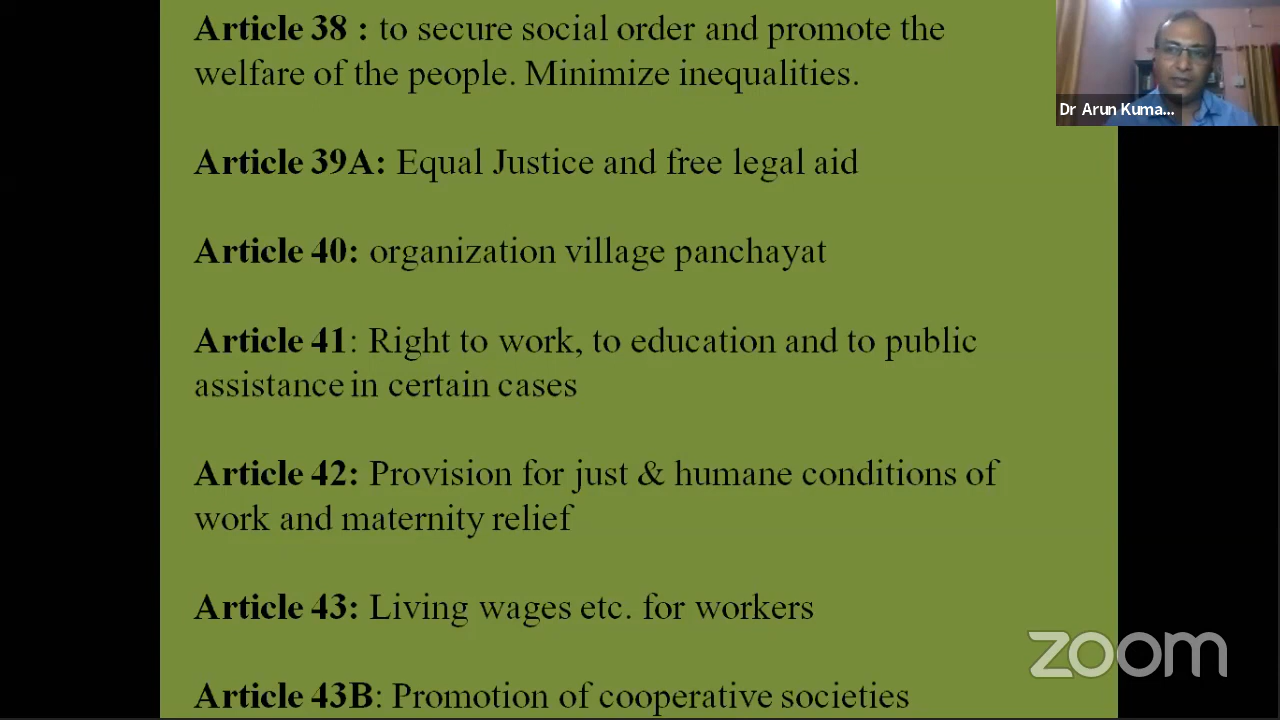 Article 38 : to secure social order and promote the
welfare of the people. Minimize inequalities.
Dr Arun Kuma...
Article 39A: Equal Justice and free legal aid
Article 40: organization village panchayat
Article 41: Right to work, to education and to public
assistance in certain cases
Article 42: Provision for just & humane conditions of
work and maternity relief
Article 43: Living wages etc. for workers
zoom
Article 43B: Promotion of cooperative societies